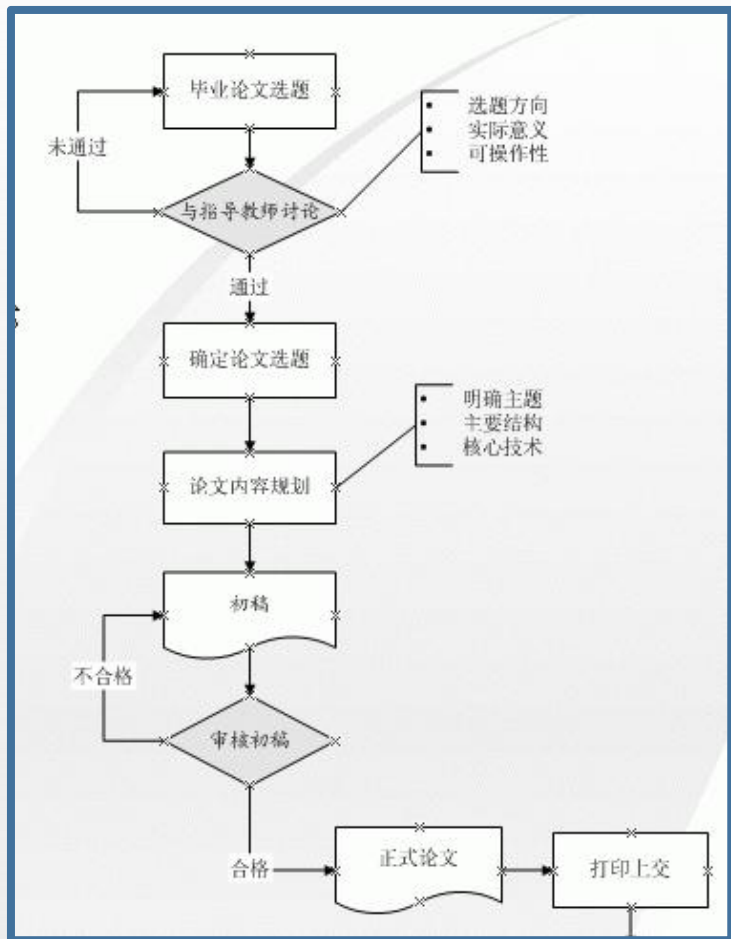 毕业论文选题
选题方向
实际意义
可操作性
未通过
与指导教师讨论
通过
确定论文选题
明确主题
主要结构
核心技术
论文内容规划
初稿
不合格
审核初稿
合格
正式论文
打印上交